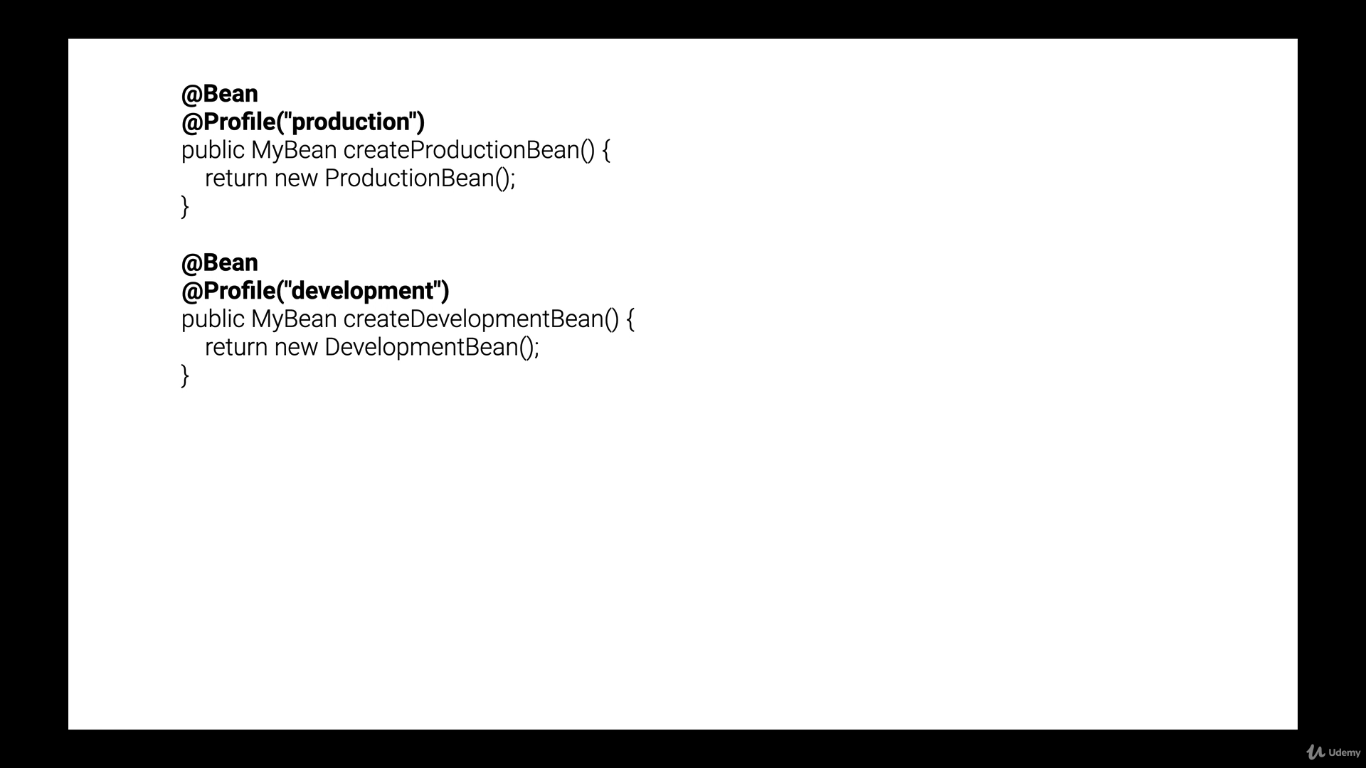 @Bean
@Profile("production")
public MyBean createProductionBean() {
    return new ProductionBean();
}
@Bean
@Profile("development")
public MyBean createDevelopmentBean() {
    return new DevelopmentBean();
}
Udemy